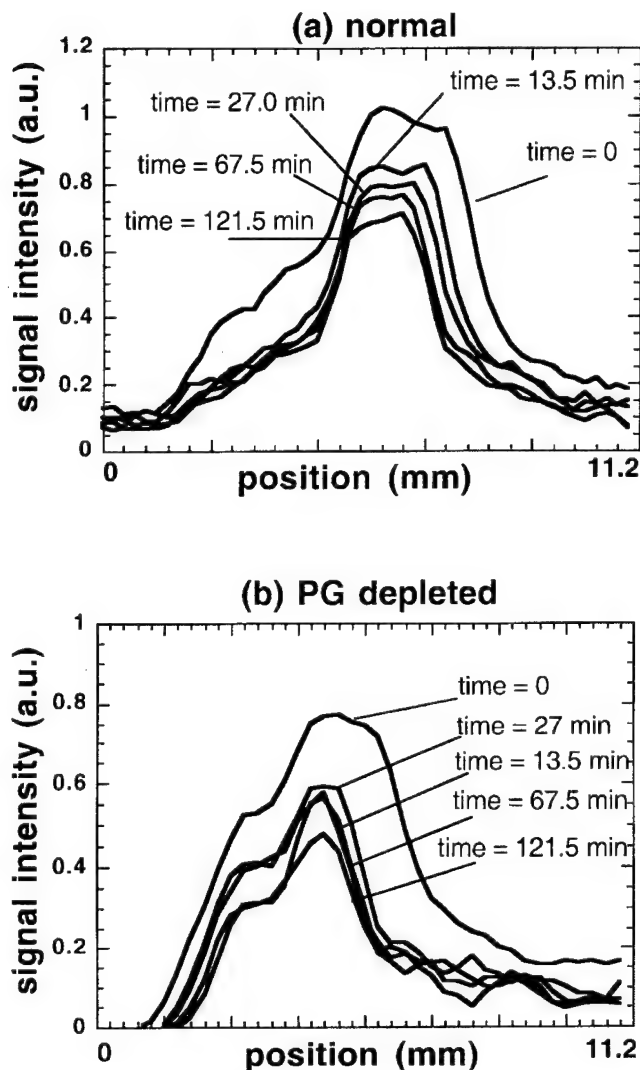 (a) normal
1.2
1
0.8
0.6
0.4
0.2
0
signal intensity (a.u.)
time = 27.0 min
time = 13.5 min
time = 67.5 min
time = 0
time = 121.5 min
0
position (mm)
11.2
(b) PG depleted
1
0.8
0.6
0.4
0.2
0
signal intensity (a.u.)
time = 0
time = 27 min
time = 13.5 min
time = 67.5 min
time = 121.5 min
0
position (mm)
11.2